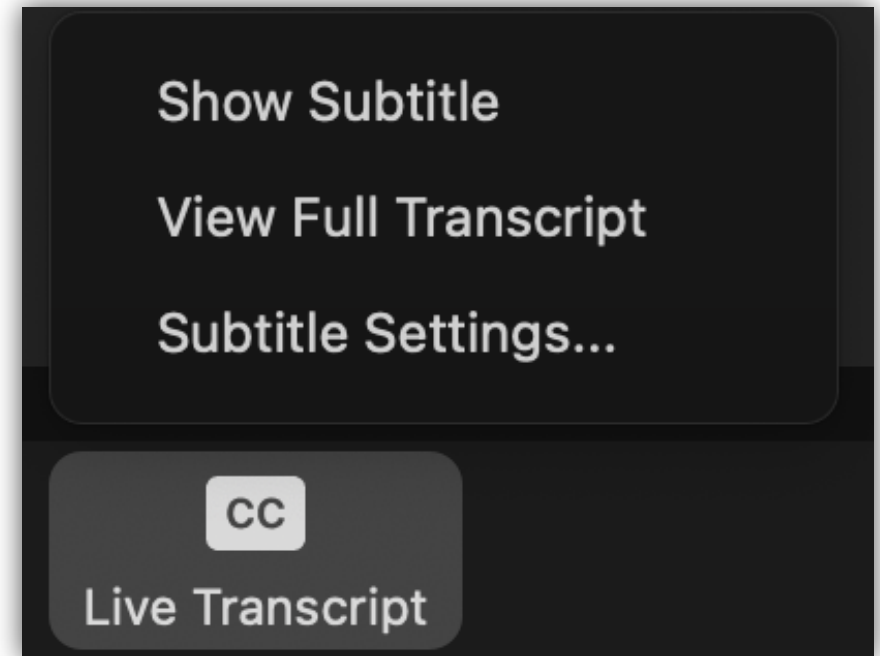 Show Subtitle
View Full Transcript
Subtitle Settings...
CC
Live Transcript